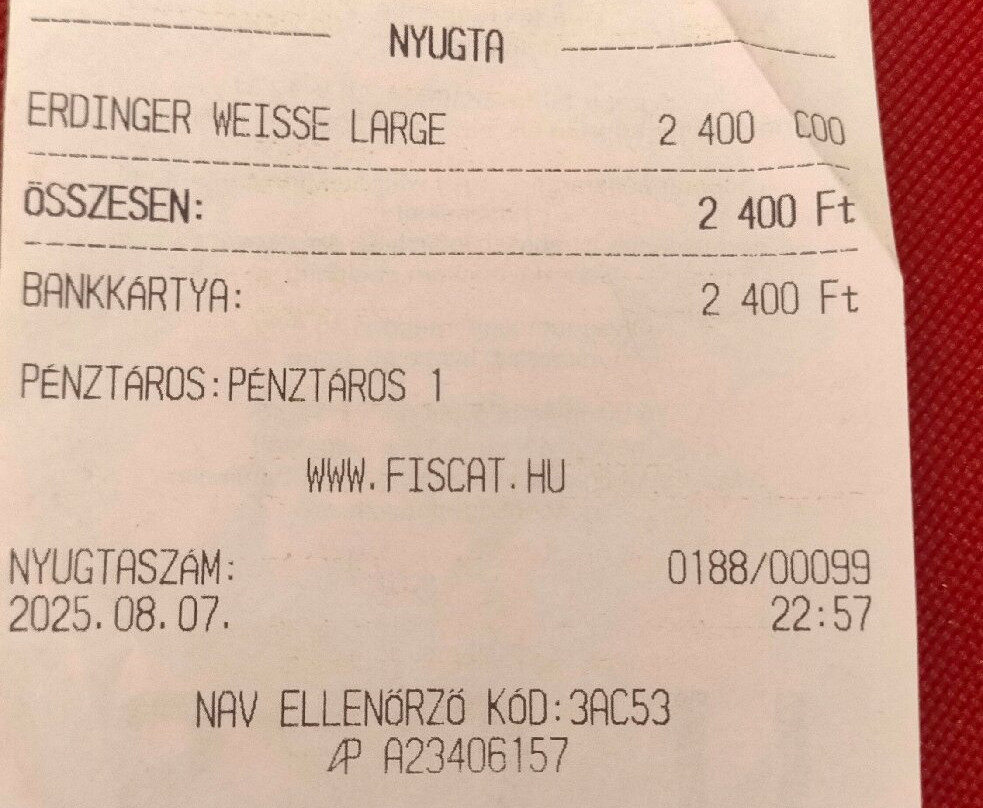 NYUGTA
ERDINGER WEISSE LARGE 2 400 C00
ÖSSZESEN: 2 400 Ft
BANKKÁRTYA: 2 400 Ft
PÉNZTÁROS:PÉNZTÁROS 1
WWW.FISCAT.HU
NYUGTASZÁM: 0188/00099
2025.08.07. 22:57
NAV ELLENŐRZŐ KÓD:3AC53
AP A23406157